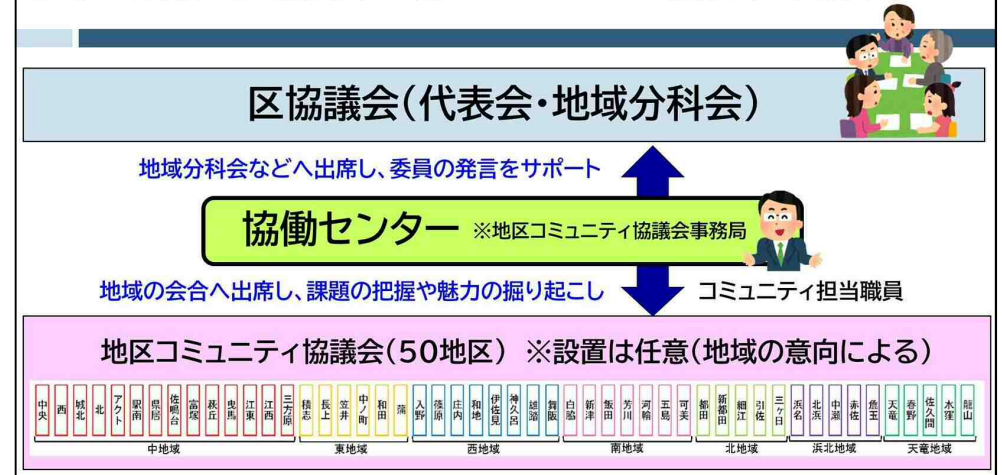 区協議会(代表会・地域分科会)
地域分科会などへ出席し、委員の発言をサポート
協働センター ※地区コミュニティ協議会事務局
地域の会合へ出席し、課題の把握や魅力の掘り起こし
コミュニティ担当職員
地区コミュニティ協議会(50地区) ※設置は任意(地域の意向による)
中央 西 城北 北 アクト 駅南 県居 佐鳴台 富塚 萩丘 曳馬 江東 江西 三方原 積志 長上 笠井 中ノ町 和田 蒲 入野 篠原 庄内 和地 伊佐見 神久呂 雄踏 舞阪 白脇 新津 飯田 芳川 河輪 五島 可美 都田 新都田 細江 引佐 三ヶ日 浜名 北浜 中瀬 赤佐 麁玉 天竜 春野 佐久間 水窪 龍山
中地域 東地域 西地域 南地域 北地域 浜北地域 天竜地域